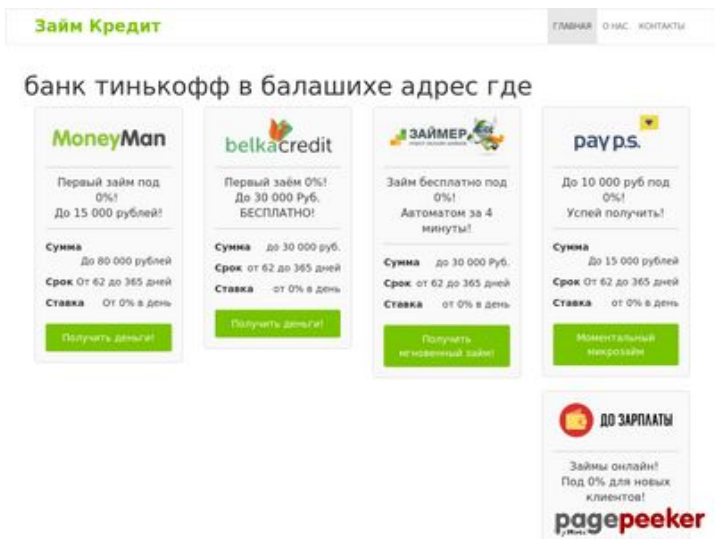 Займ Кредит
ГЛАВНАЯ О НАС КОНТАКТЫ
банк тинькофф в балашихе адрес где
MoneyMan
Первый займ под
0%!
До 15 000 рублей!
Сумма
До 80 000 рублей
Срок От 62 до 365 дней
Ставка От 0% в день
Получить деньги!
belkacredit
Первый заём 0%!
До 30 000 Руб.
БЕСПЛАТНО!
Сумма до 30 000 руб.
Срок от 62 до 365 дней
Ставка от 0% в день
Получить деньги!
ЗАЙМЕР
Займ бесплатно под
0%!
Автоматом за 4
минуты!
Сумма до 30 000 Руб.
Срок от 62 до 365 дней
Ставка от 0% в день
Получить
мгновенный займ!
pay p.s.
До 10 000 руб под
0%!
Успей получить!
Сумма
До 15 000 рублей
Срок От 62 до 365 дней
Ставка От 0% в день
Моментальный
микрозайм
ДО ЗАРПЛАТЫ
Займы онлайн!
Под 0% для новых
клиентов!
pagepeeker